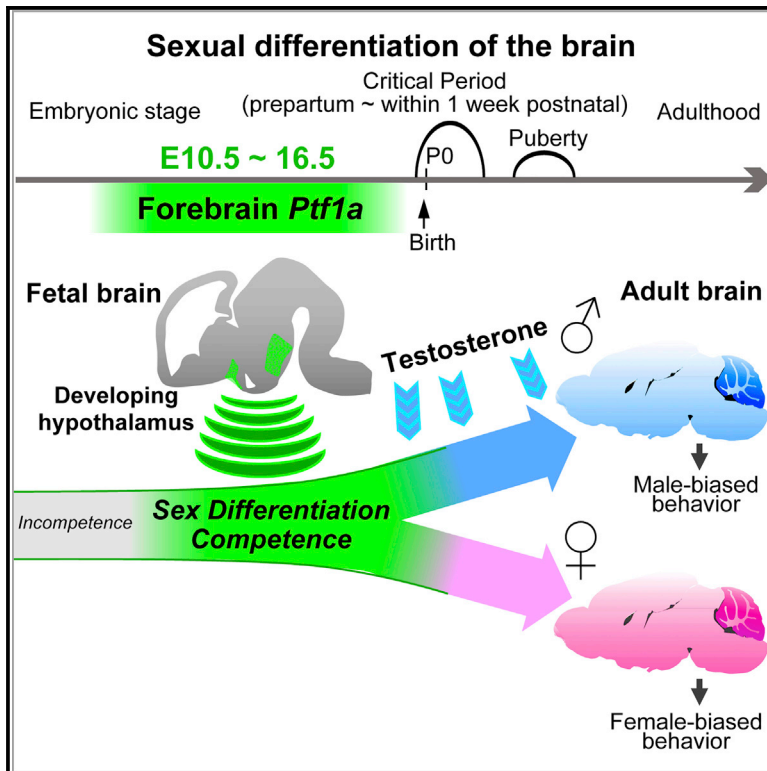 Sexual differentiation of the brain
Critical Period
(prepartum ~ within 1 week postnatal)
Embryonic stage
Adulthood
Puberty
E10.5 ~ 16.5
P0
Forebrain Ptf1a
Birth
Fetal brain
Adult brain
Testosterone
Developing
hypothalamus
Male-biased
behavior
Incompetence
Sex Differentiation
Competence
Female-biased
behavior